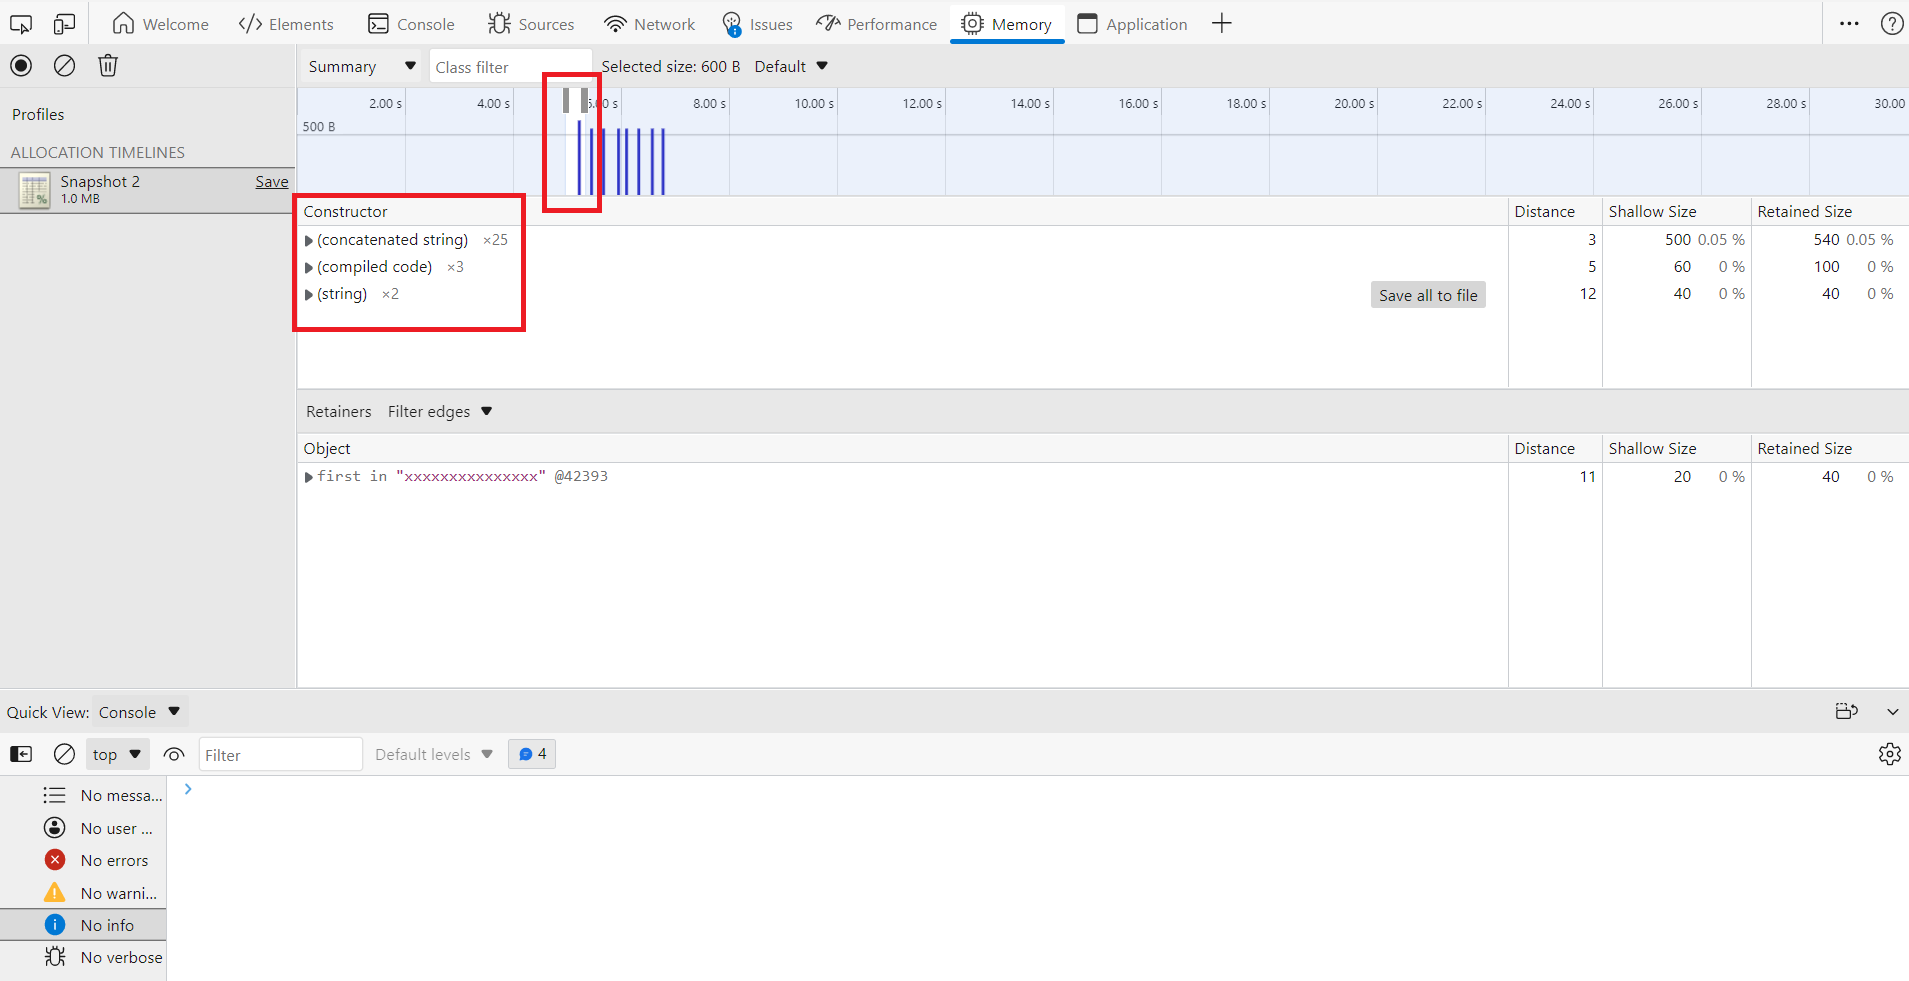 Welcome Elements Console Sources Network Issues Performance Memory Application
Summary Class filter Selected size: 600 B Default
Profiles
ALLOCATION TIMELINES
Snapshot 2 Save
1.0 MB
2.00 s 4.00 s 6.00 s 8.00 s 10.00 s 12.00 s 14.00 s 16.00 s 18.00 s 20.00 s 22.00 s 24.00 s 26.00 s 28.00 s 30.00
500 B
Constructor Distance Shallow Size Retained Size
(concatenated string) ×25 3 500 0.05 % 540 0.05 %
(compiled code) ×3 5 60 0 % 100 0 %
(string) ×2 Save all to file 12 40 0 % 40 0 %
Retainers Filter edges
Object Distance Shallow Size Retained Size
first in "xxxxxxxxxxxxxxx" @42393 11 20 0 % 40 0 %
Quick View: Console
top Filter Default levels 4
No messa...
No user ...
No errors
No warni...
No info
No verbose